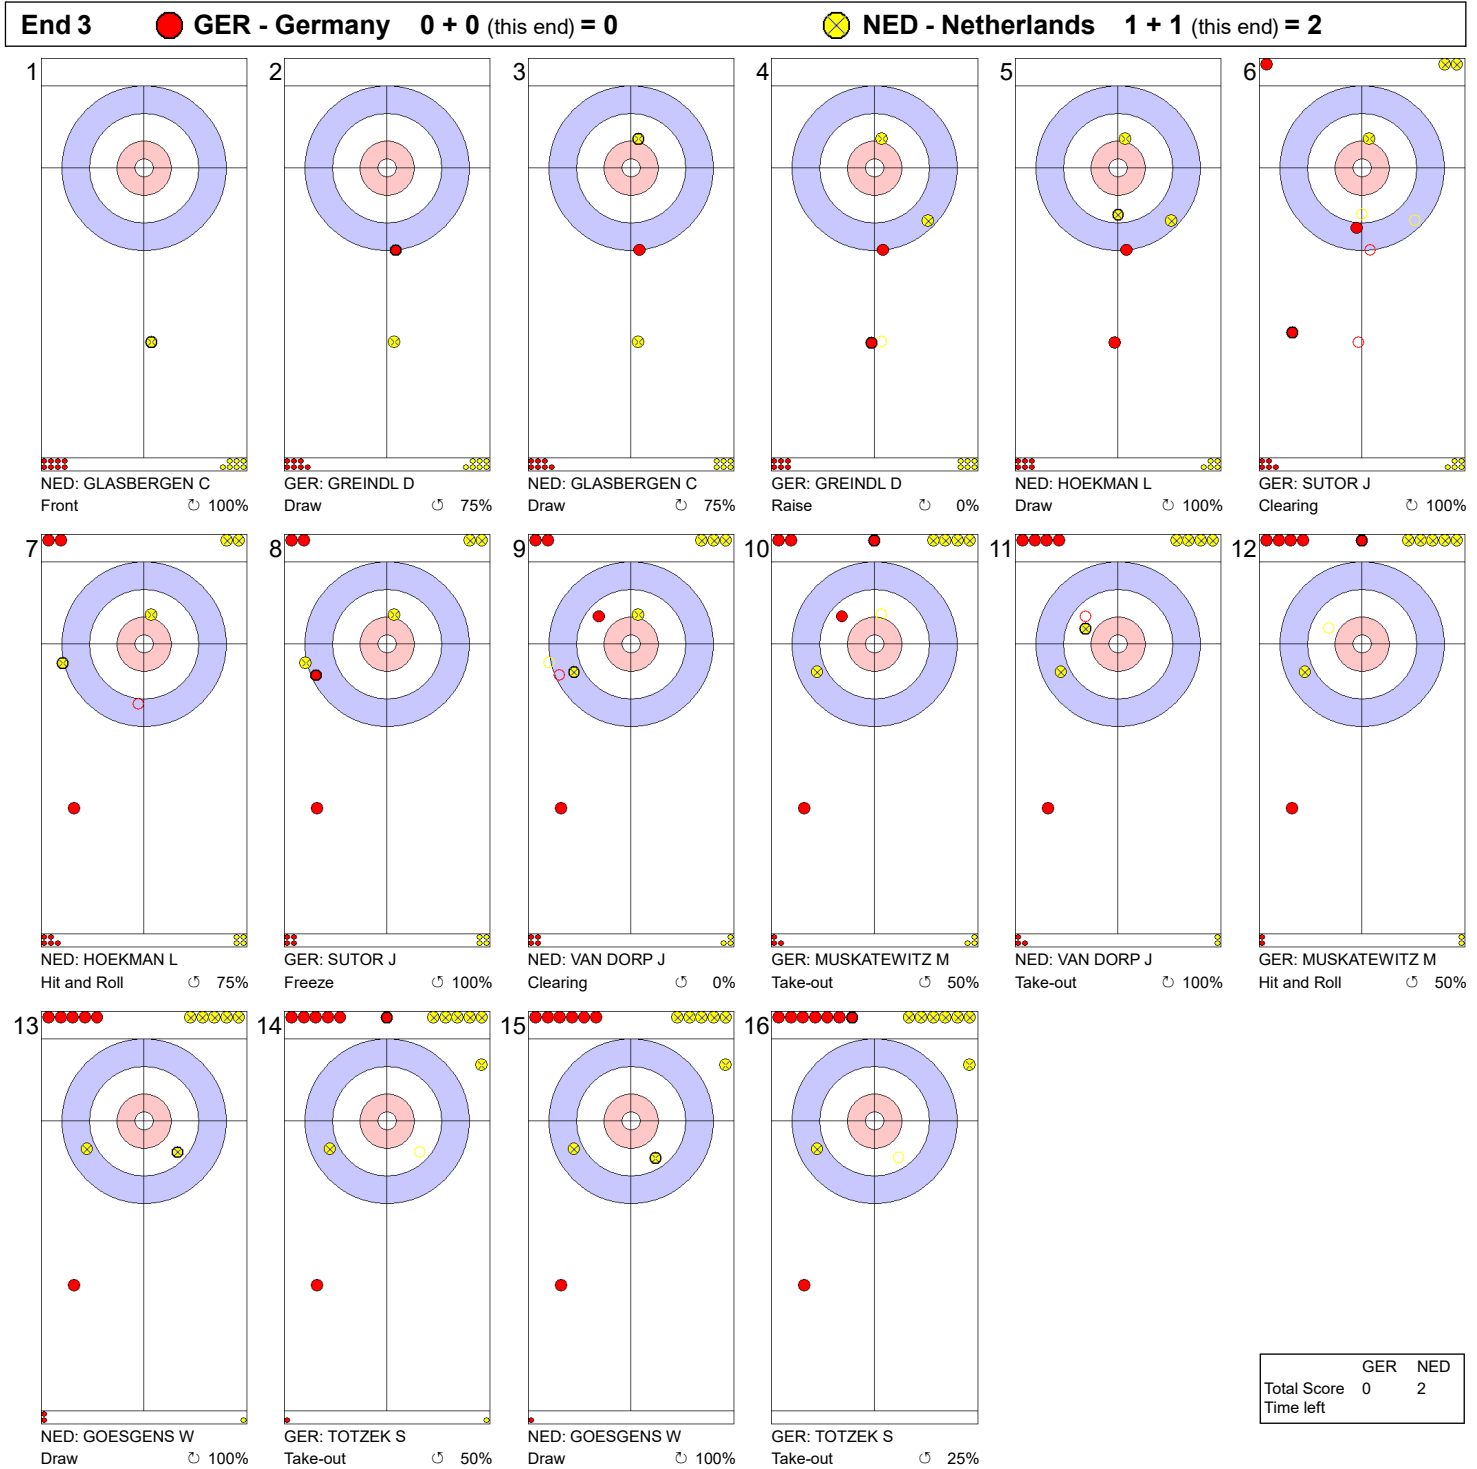 End 3 GER - Germany 0 + 0 (this end) = 0 NED - Netherlands 1 + 1 (this end) = 2
1 2 3 4 5 6
NED: GLASBERGEN C GER: GREINDL D NED: GLASBERGEN C GER: GREINDL D NED: HOEKMAN L GER: SUTOR J
Front ↻ 100% Draw ↻ 75% Draw ↻ 75% Raise ↻ 0% Draw ↻ 100% Clearing ↻ 100%
7 8 9 10 11 12
NED: HOEKMAN L GER: SUTOR J NED: VAN DORP J GER: MUSKATEWITZ M NED: VAN DORP J GER: MUSKATEWITZ M
Hit and Roll ↺ 75% Freeze ↺ 100% Clearing ↺ 0% Take-out ↺ 50% Take-out ↺ 100% Hit and Roll ↺ 50%
13 14 15 16
NED: GOESGENS W GER: TOTZEK S NED: GOESGENS W GER: TOTZEK S
Draw ↻ 100% Take-out ↺ 50% Draw ↻ 100% Take-out ↻ 25%
GER NED
Total Score 0 2
Time left